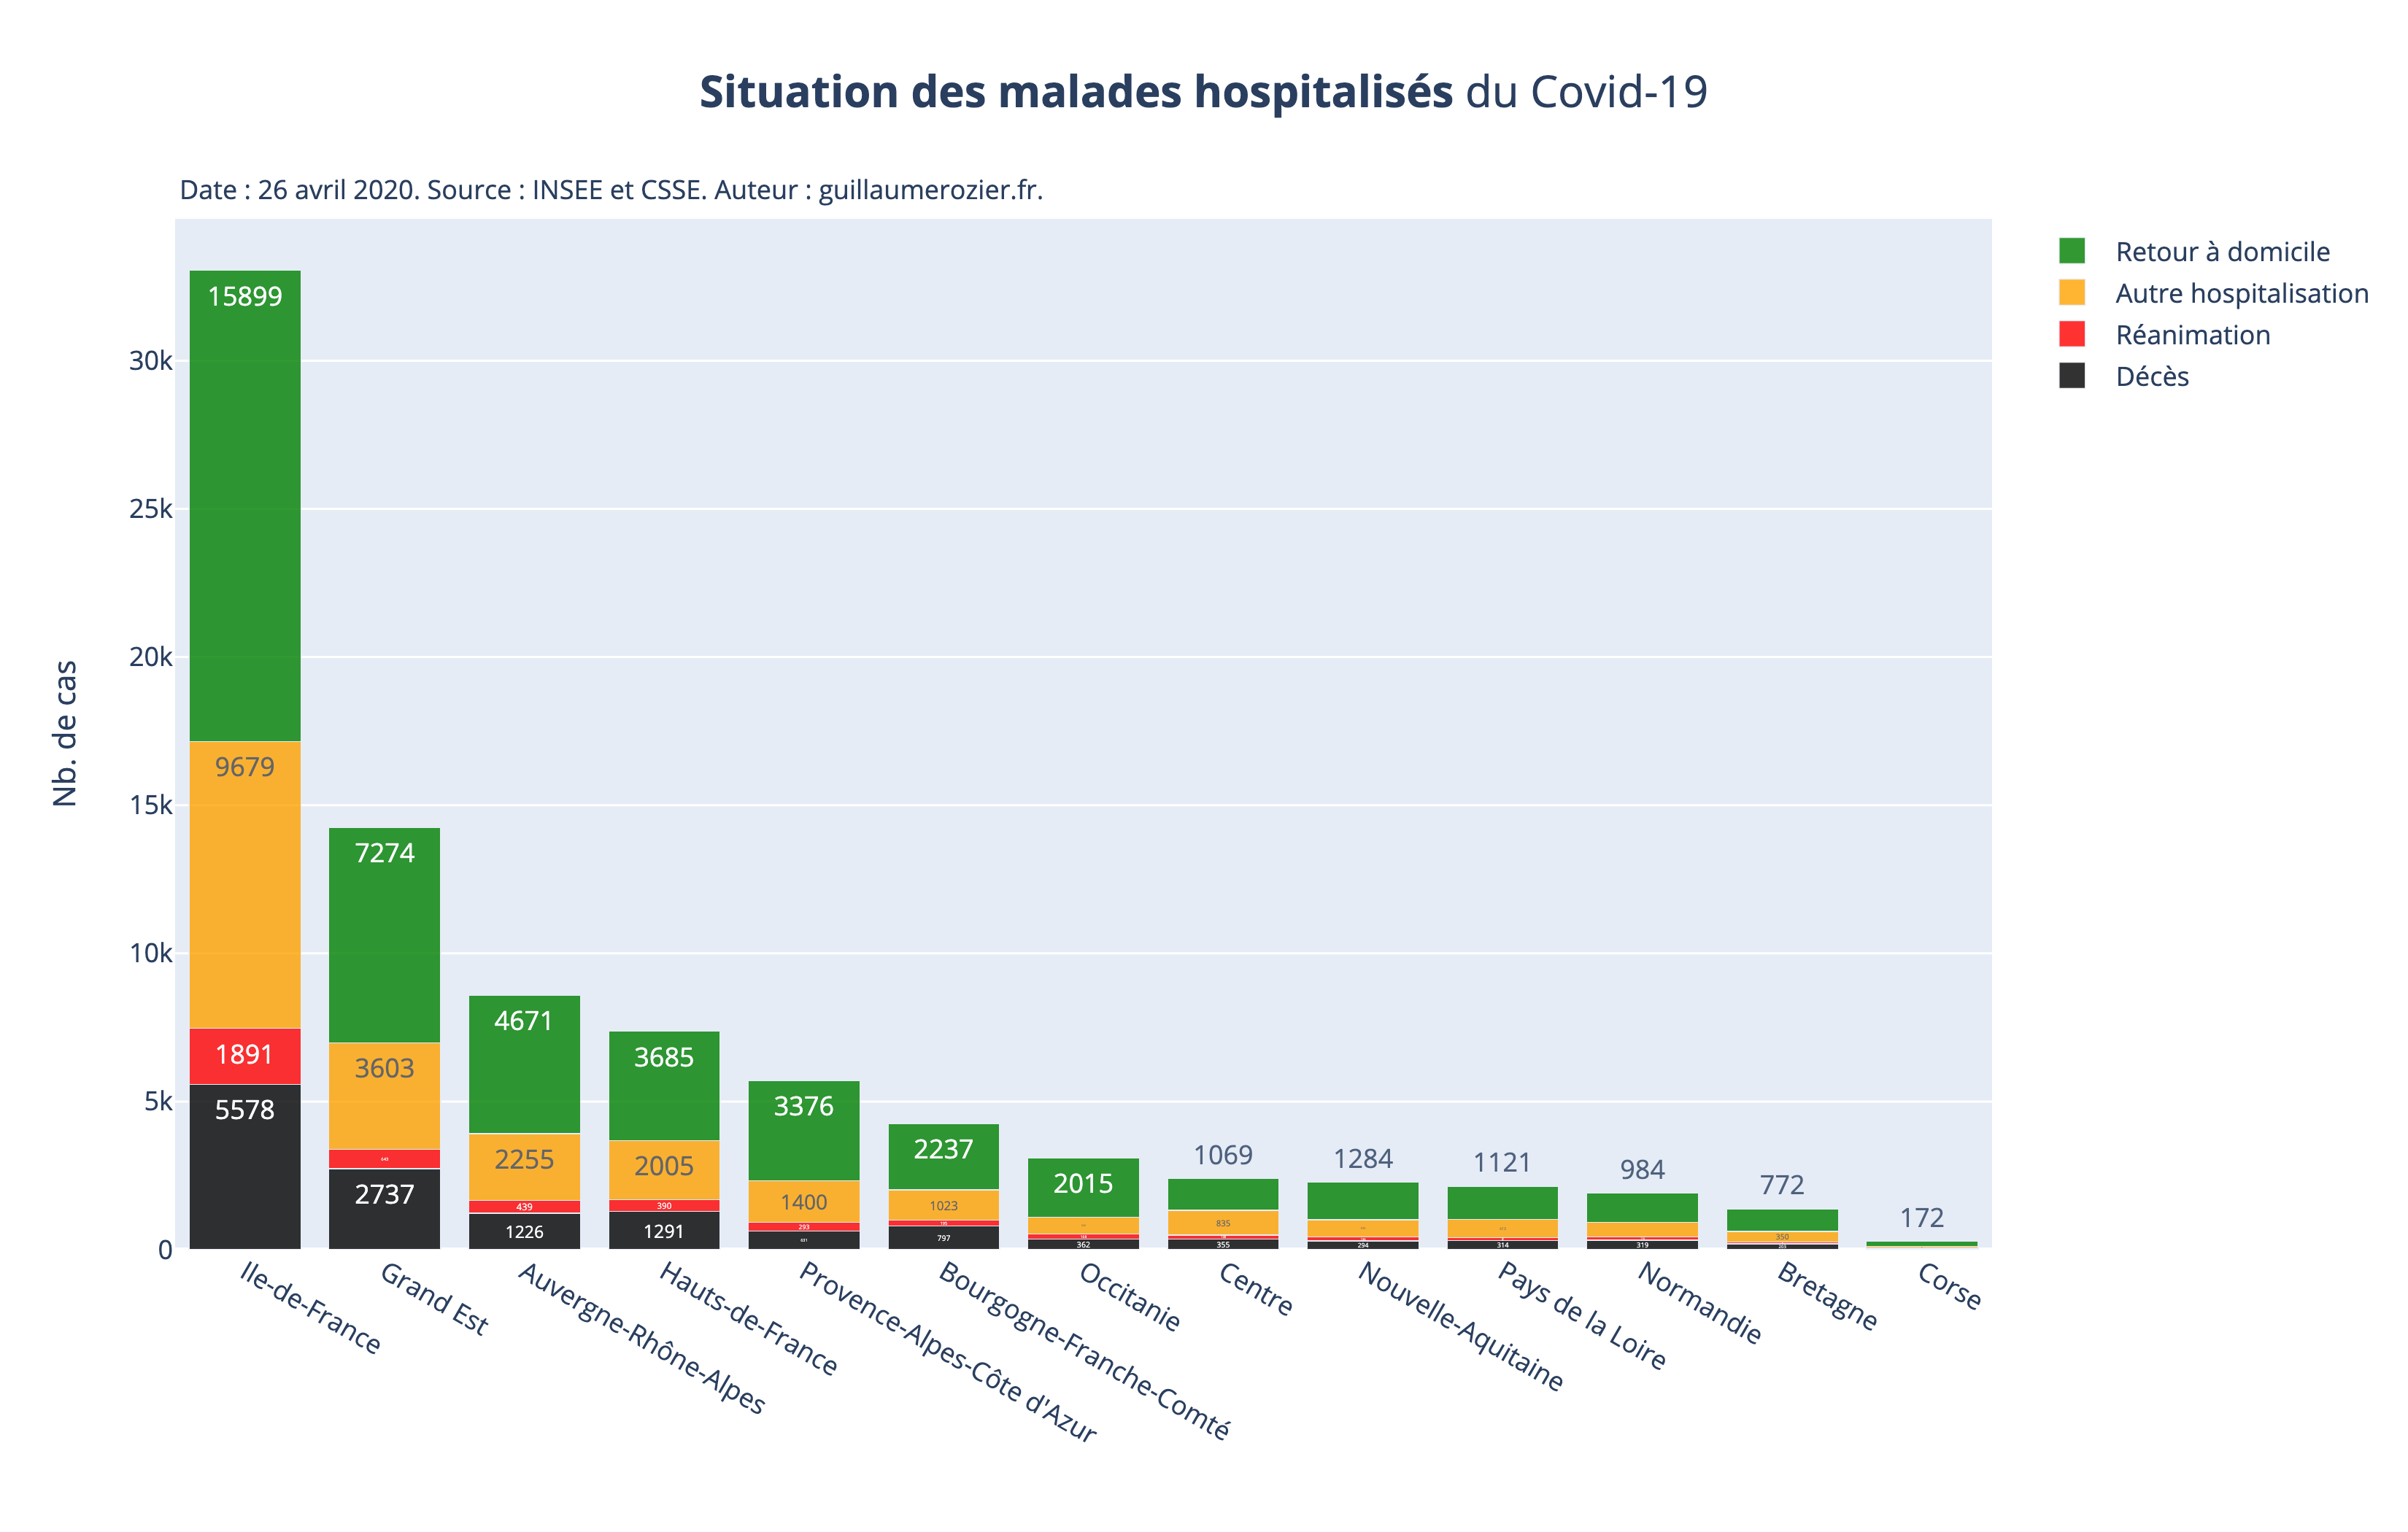 Situation des malades hospitalisés du Covid-19
Date : 26 avril 2020. Source : INSEE et CSSE. Auteur : guillaumerozier.fr.
Retour à domicile
Autre hospitalisation
Réanimation
Décès
Nb. de cas
30k
25k
20k
15k
10k
5k
0
15899
9679
1891
5578
7274
3603
2737
4671
2255
439
1226
3685
2005
390
1291
3376
1400
293
2237
1023
797
2015
362
1069
835
355
1284
294
1121
314
984
319
772
350
172
Ile-de-France
Grand Est
Auvergne-Rhône-Alpes
Hauts-de-France
Provence-Alpes-Côte d'Azur
Bourgogne-Franche-Comté
Occitanie
Centre
Nouvelle-Aquitaine
Pays de la Loire
Normandie
Bretagne
Corse